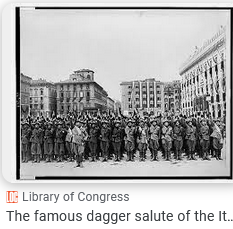 Library of Congress
The famous dagger salute of the It..